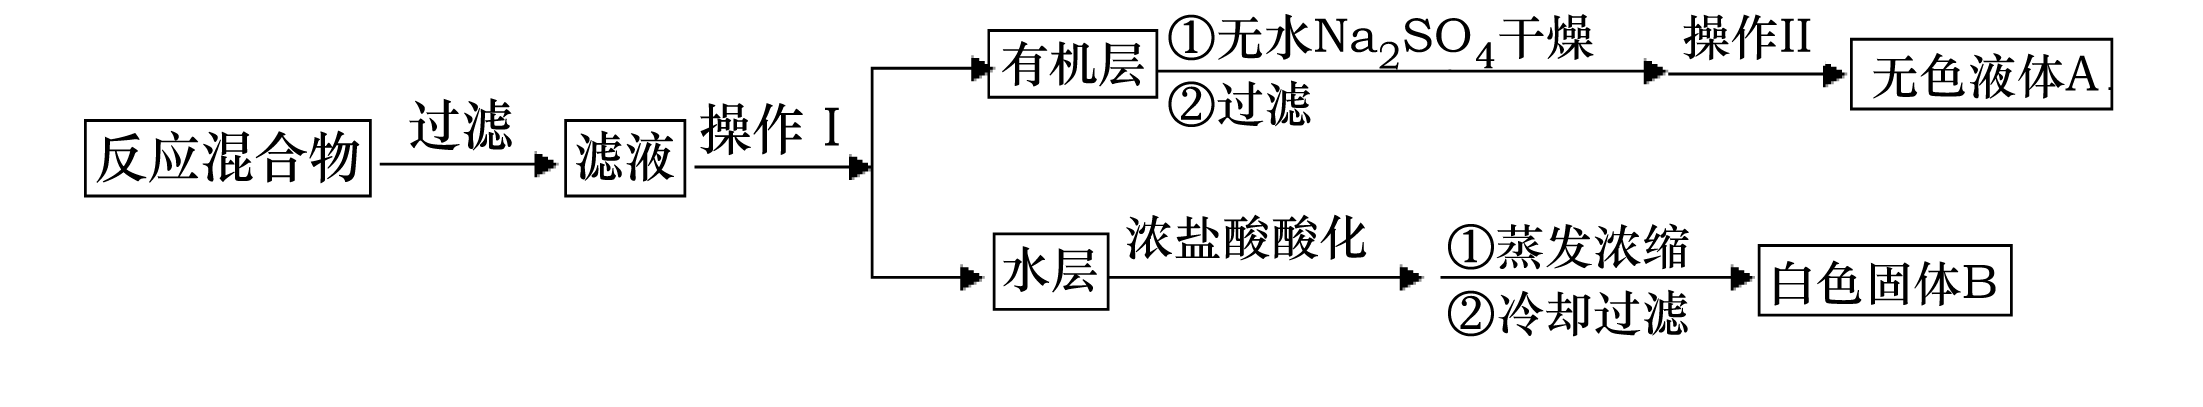 反应混合物
过滤
滤液
操作 I
有机层
①无水Na₂SO₄干燥
②过滤
操作II
无色液体A
水层
浓盐酸酸化
①蒸发浓缩
②冷却过滤
白色固体B